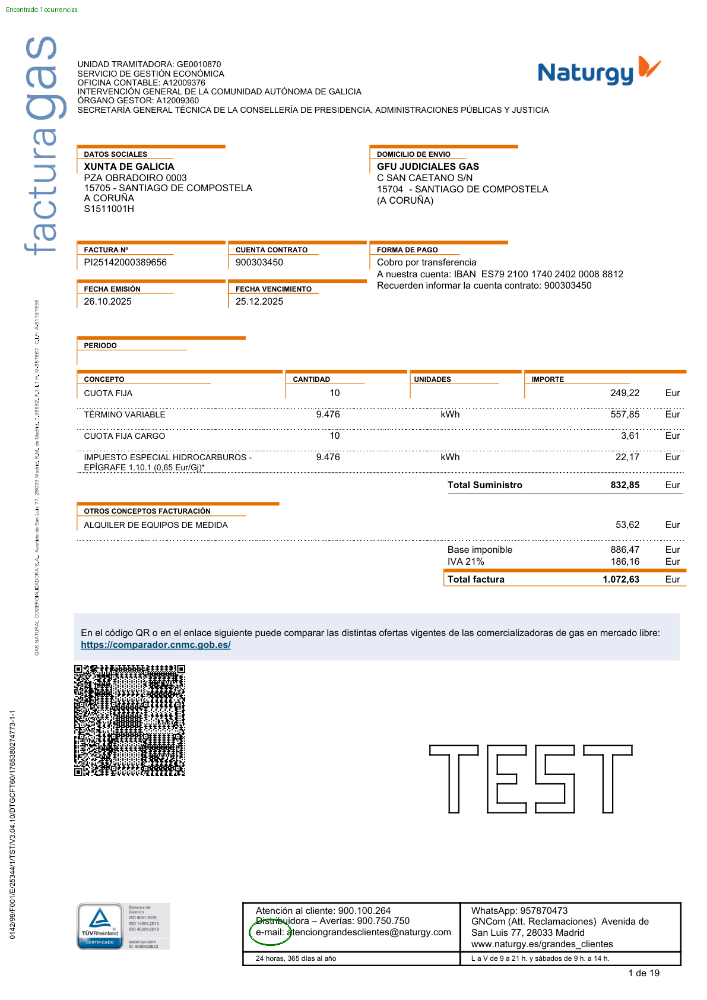 Encontrado: 1 ocurrencias
facturagas
UNIDAD TRAMITADORA: GE0010870
SERVICIO DE GESTIÓN ECONÓMICA
OFICINA CONTABLE: A12009376
INTERVENCIÓN GENERAL DE LA COMUNIDAD AUTÓNOMA DE GALICIA
ÓRGANO GESTOR: A12009360
SECRETARÍA GENERAL TÉCNICA DE LA CONSELLERÍA DE PRESIDENCIA, ADMINISTRACIONES PÚBLICAS Y JUSTICIA
Naturgy
DATOS SOCIALES
XUNTA DE GALICIA
PZA OBRADOIRO 0003
15705 - SANTIAGO DE COMPOSTELA
A CORUÑA
S1511001H
DOMICILIO DE ENVIO
GFU JUDICIALES GAS
C SAN CAETANO S/N
15704 - SANTIAGO DE COMPOSTELA
(A CORUÑA)
FACTURA Nº
PI25142000389656
CUENTA CONTRATO
900303450
FORMA DE PAGO
Cobro por transferencia
A nuestra cuenta: IBAN ES79 2100 1740 2402 0008 8812
Recuerden informar la cuenta contrato: 900303450
FECHA EMISIÓN
26.10.2025
FECHA VENCIMIENTO
25.12.2025
PERIODO
CONCEPTO CANTIDAD UNIDADES IMPORTE
CUOTA FIJA 10 249,22 Eur
TÉRMINO VARIABLE 9.476 kWh 557,85 Eur
CUOTA FIJA CARGO 10 3,61 Eur
IMPUESTO ESPECIAL HIDROCARBUROS - 9.476 kWh 22,17 Eur
EPÍGRAFE 1.10.1 (0,65 Eur/Gj)*
Total Suministro 832,85 Eur
OTROS CONCEPTOS FACTURACIÓN
ALQUILER DE EQUIPOS DE MEDIDA 53,62 Eur
Base imponible 886,47 Eur
IVA 21% 186,16 Eur
Total factura 1.072,63 Eur
GAS NATURAL COMERCIALIZADORA S.A., Avenida de San Luis 77, 28033 Madrid, R.M. de Madrid, T.35682, F.1 L1 H. M-657667 C.I.F: A-61797536
En el código QR o en el enlace siguiente puede comparar las distintas ofertas vigentes de las comercializadoras de gas en mercado libre:
https://comparador.cnmc.gob.es/
TEST
0142/99/F001/E/25344/1/TST/V3.04.10/DTGCFT60/1765380274773-1-1
TÜVRheinland
CERTIFICADO
Sistema de
Gestión
ISO 9001:2015
ISO 14001:2015
ISO 45001:2018
www.tuv.com
ID 9000028523
Atención al cliente: 900.100.264
Distribuidora – Averías: 900.750.750
e-mail: atenciongrandesclientes@naturgy.com
24 horas, 365 días al año
WhatsApp: 957870473
GNCom (Att. Reclamaciones) Avenida de
San Luis 77, 28033 Madrid
www.naturgy.es/grandes_clientes
L a V de 9 a 21 h. y sábados de 9 h. a 14 h.
1 de 19